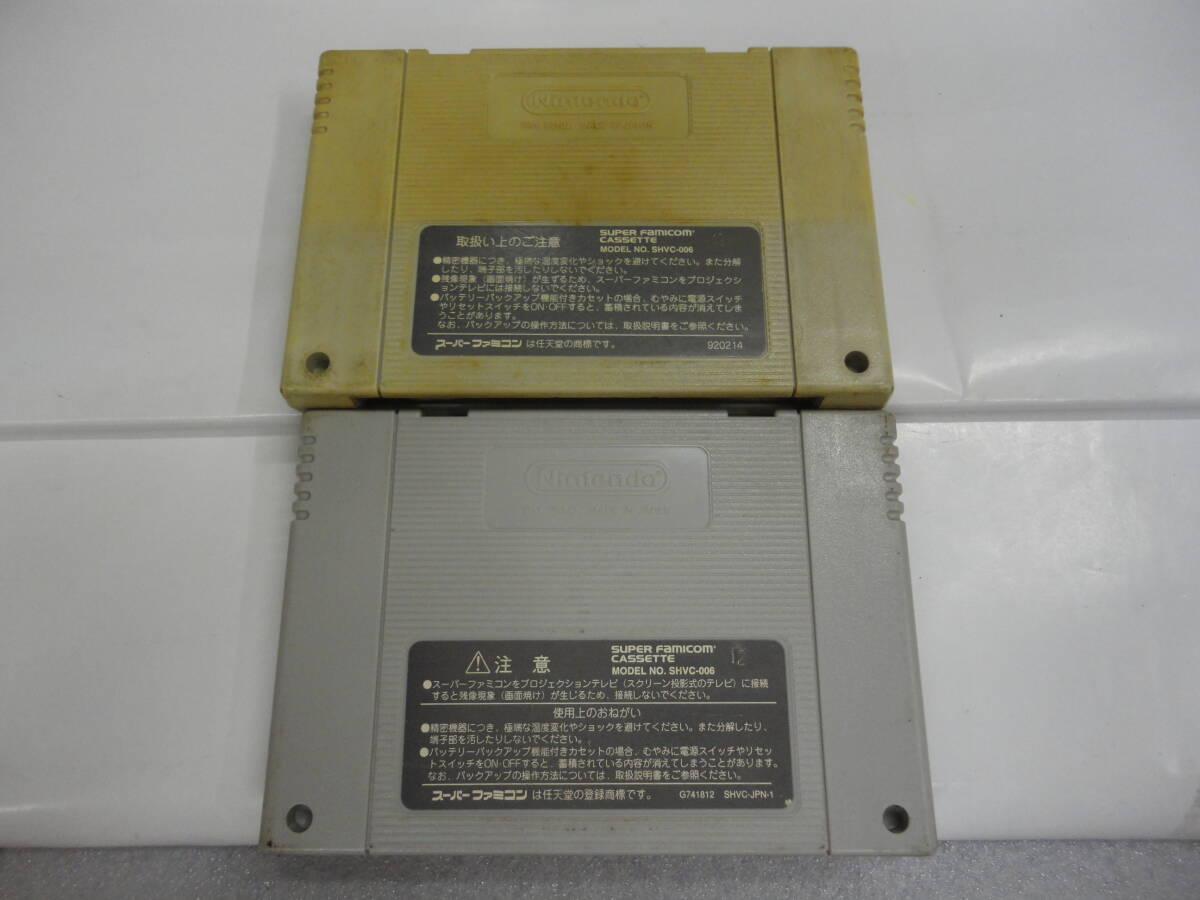 Nintendo
取扱い上のご注意
SUPER FAMICOM
CASSETTE
MODEL NO. SHVC-006
●精密機器につき、極端な温度変化やショックを避けてください。また分解
したり、端子部を汚したりしないでください。
●残像現象（画面焼け）が生ずるため、スーパーファミコンをプロジェクシ
ョンテレビには接続しないでください。
●バッテリーバックアップ機能付きカセットの場合、むやみに電源スイッチ
やリセットスイッチをON·OFFすると、蓄積されている内容が消えてしま
うことがあります。
なお、バックアップの操作方法については、取扱説明書をご参照ください。
スーパーファミコン は任天堂の商標です。 920214
Nintendo
⚠注 意
SUPER FAMICOM
CASSETTE
MODEL NO. SHVC-006
12
●スーパーファミコンをプロジェクションテレビ（スクリーン投影式のテレビ）に接続
すると残像現象（画面焼け）が生じるため、接続しないでください。
使用上のおねがい
●精密機器につき、極端な温度変化やショックを避けてください。また分解したり、
端子部を汚したりしないでください。
●バッテリーバックアップ機能付きカセットの場合、むやみに電源スイッチやリセッ
トスイッチをON·OFFすると、蓄積されている内容が消えてしまうことがあります。
なお、バックアップの操作方法については、取扱説明書をご参照ください。
スーパーファミコン は任天堂の登録商標です。 G741812 SHVC-JPN-1